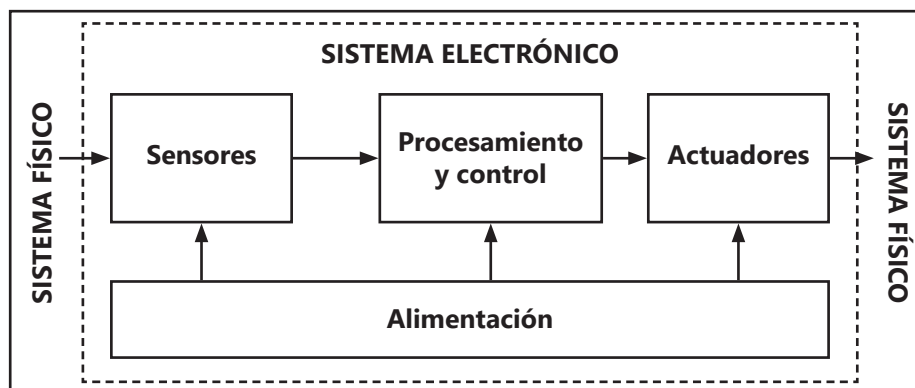 SISTEMA ELECTRÓNICO
SISTEMA FÍSICO
Sensores
Procesamiento
y control
Actuadores
SISTEMA FÍSICO
Alimentación